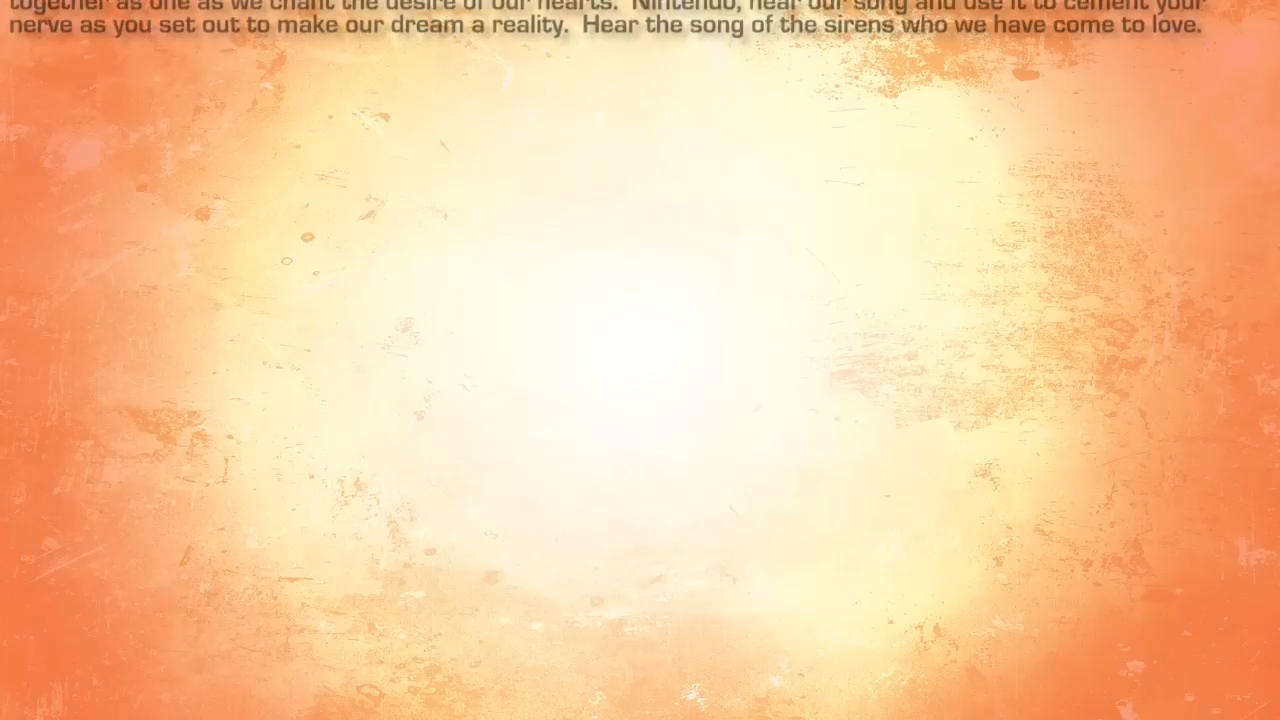 together as one as we chant the desire of our hearts.  Nintendo, hear our song and use it to cement your
nerve as you set out to make our dream a reality.  Hear the song of the sirens who we have come to love.